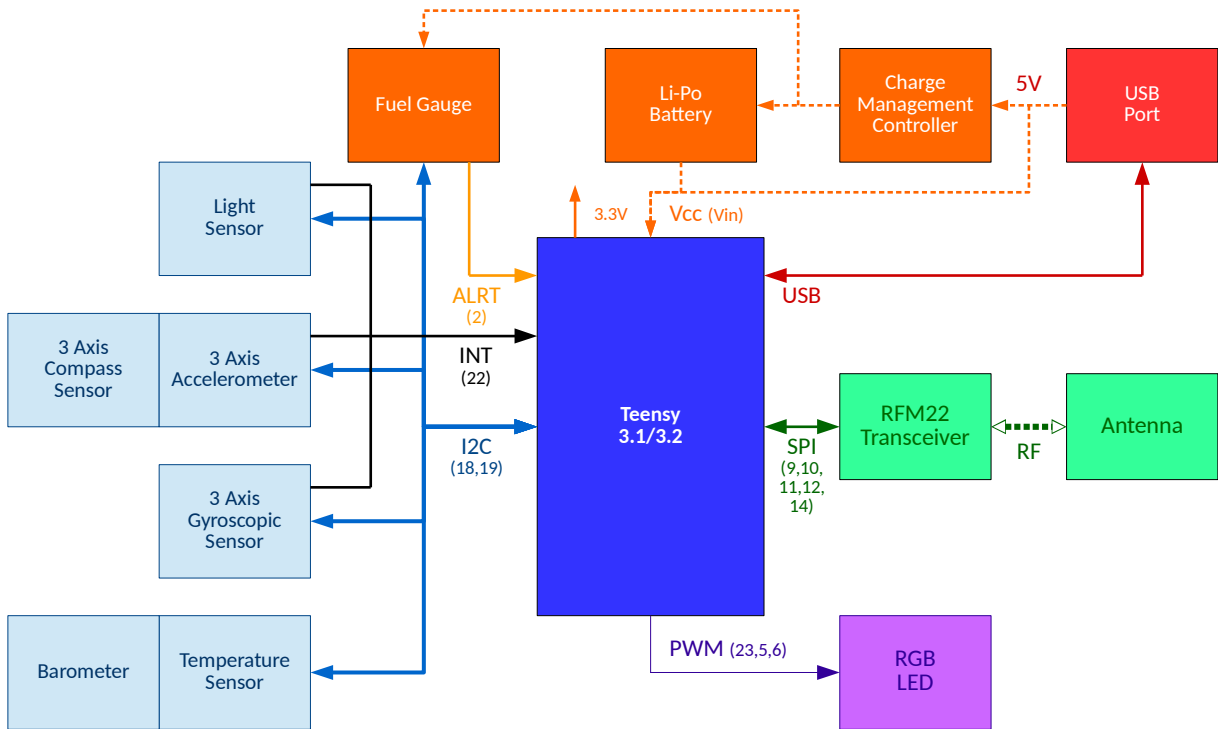 Fuel Gauge
Li-Po
Battery
Charge
Management
Controller
5V
USB
Port
Light
Sensor
3.3V
Vcc (Vin)
ALRT
(2)
USB
3 Axis
Compass
Sensor
3 Axis
Accelerometer
INT
(22)
Teensy
3.1/3.2
I2C
(18,19)
SPI
(9,10,
11,12,
14)
RFM22
Transceiver
RF
Antenna
3 Axis
Gyroscopic
Sensor
Barometer
Temperature
Sensor
PWM (23,5,6)
RGB
LED